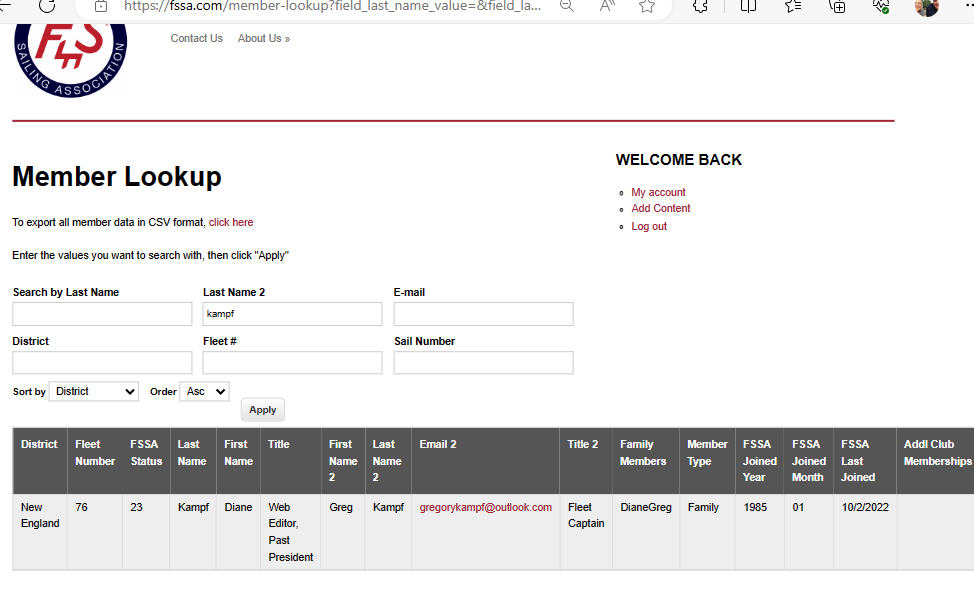 https://fssa.com/member-lookup?field_last_name_value=&field_la...
FS
SAILING ASSOCIATION
Contact Us About Us »
Member Lookup
To export all member data in CSV format, click here
Enter the values you want to search with, then click "Apply"
WELCOME BACK
My account
Add Content
Log out
Search by Last Name Last Name 2 E-mail
kampf
District Fleet # Sail Number
Sort by District Order Asc
Apply
District Fleet Number FSSA Status Last Name First Name Title First Name 2 Last Name 2 Email 2 Title 2 Family Members Member Type FSSA Joined Year FSSA Joined Month FSSA Last Joined Addl Club Memberships
New England 76 23 Kampf Diane Web Editor, Past President Greg Kampf gregorykampf@outlook.com Fleet Captain DianeGreg Family 1985 01 10/2/2022